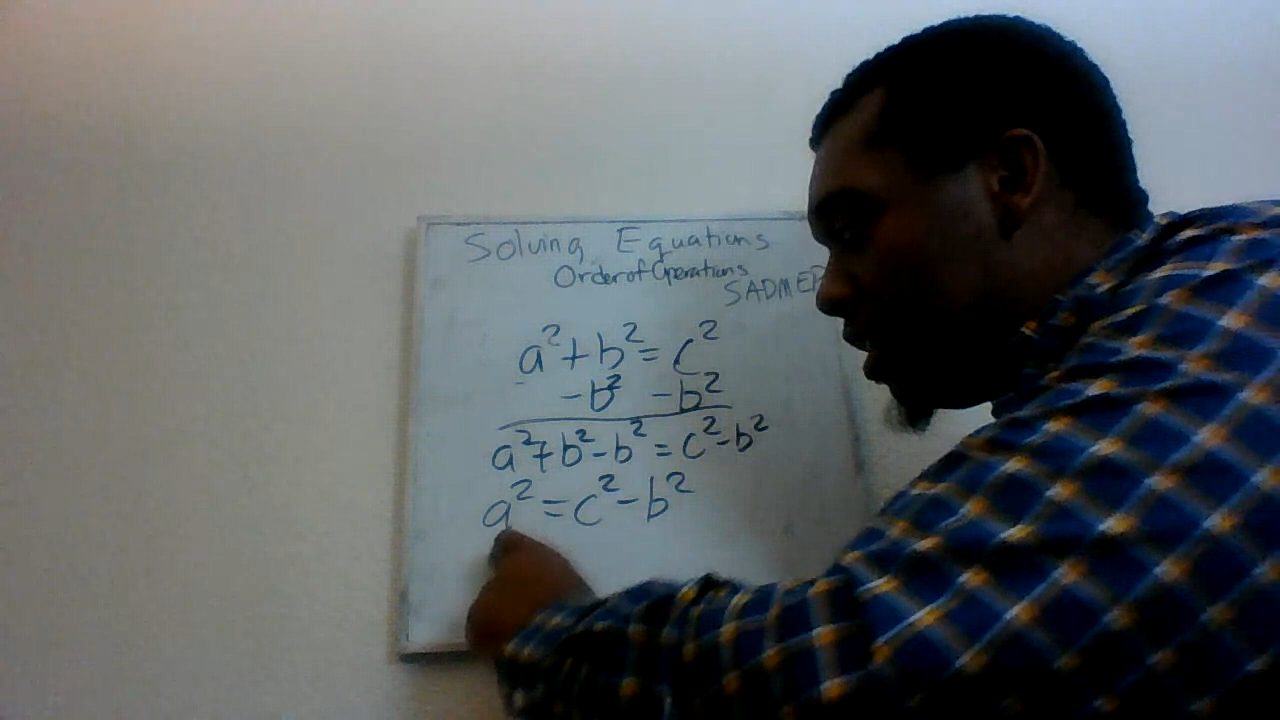 Solving Equations
Order of Operations
SADMEP
a² + b² = c²
- b² - b²
a² + b² - b² = c² - b²
a² = c² - b²